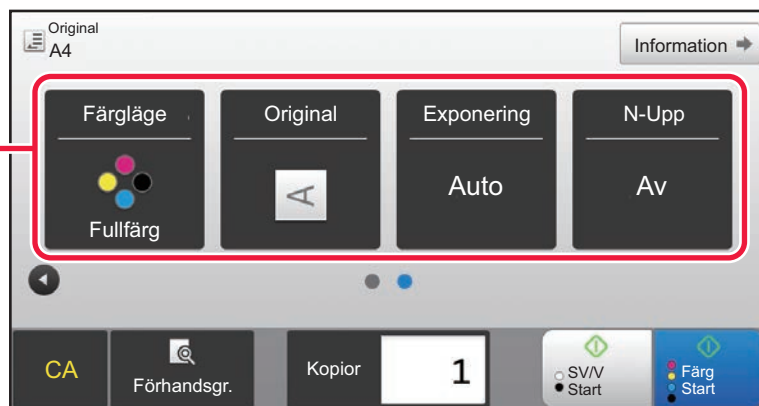 Original
A4
Information
Färgläge
Original
Exponering
N-Upp
A
Auto
Av
Fullfärg
CA
Förhandsgr.
Kopior
1
SV/V
Start
Färg
Start